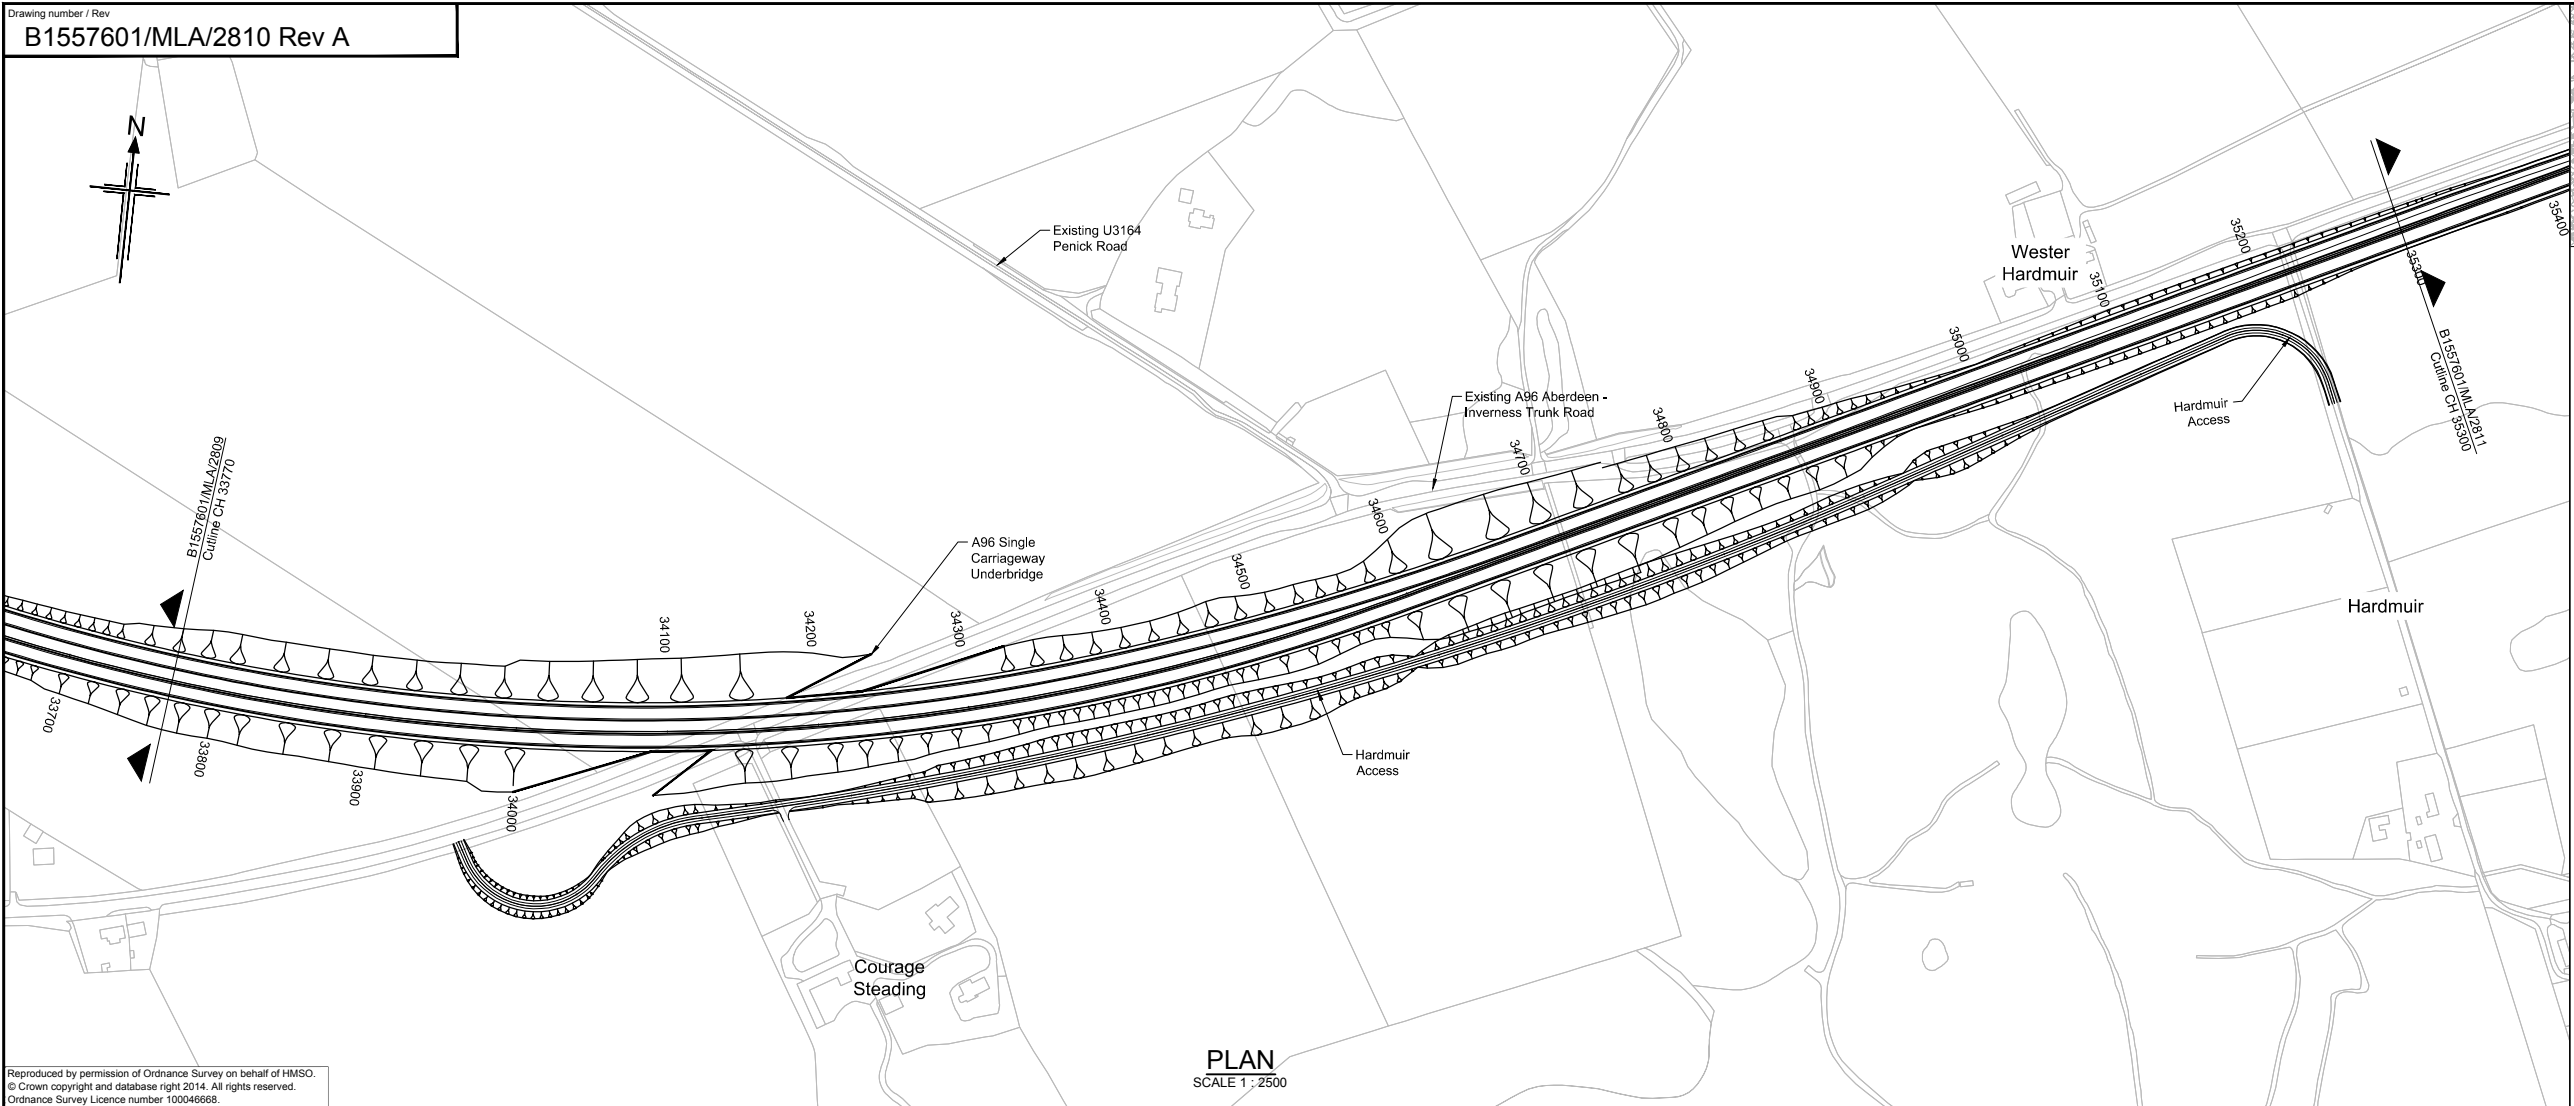 Drawing number / Rev
B1557601/MLA/2810 Rev A
N
Existing U3164
Penick Road
Wester
Hardmuir
35200
35400
35300
35100
35000
34900
34800
34700
34600
34500
34400
34300
34200
34100
Existing A96 Aberdeen -
Inverness Trunk Road
Hardmuir
Access
B1557601/MLA/2811
Cutline CH 35300
B1557601/MLA/2809
Cutline CH 33770
A96 Single
Carriageway
Underbridge
Hardmuir
33700
33800
33900
34000
Hardmuir
Access
Courage
Steading
PLAN
SCALE 1 : 2500
Reproduced by permission of Ordnance Survey on behalf of HMSO.
© Crown copyright and database right 2014. All rights reserved.
Ordnance Survey Licence number 100046668.